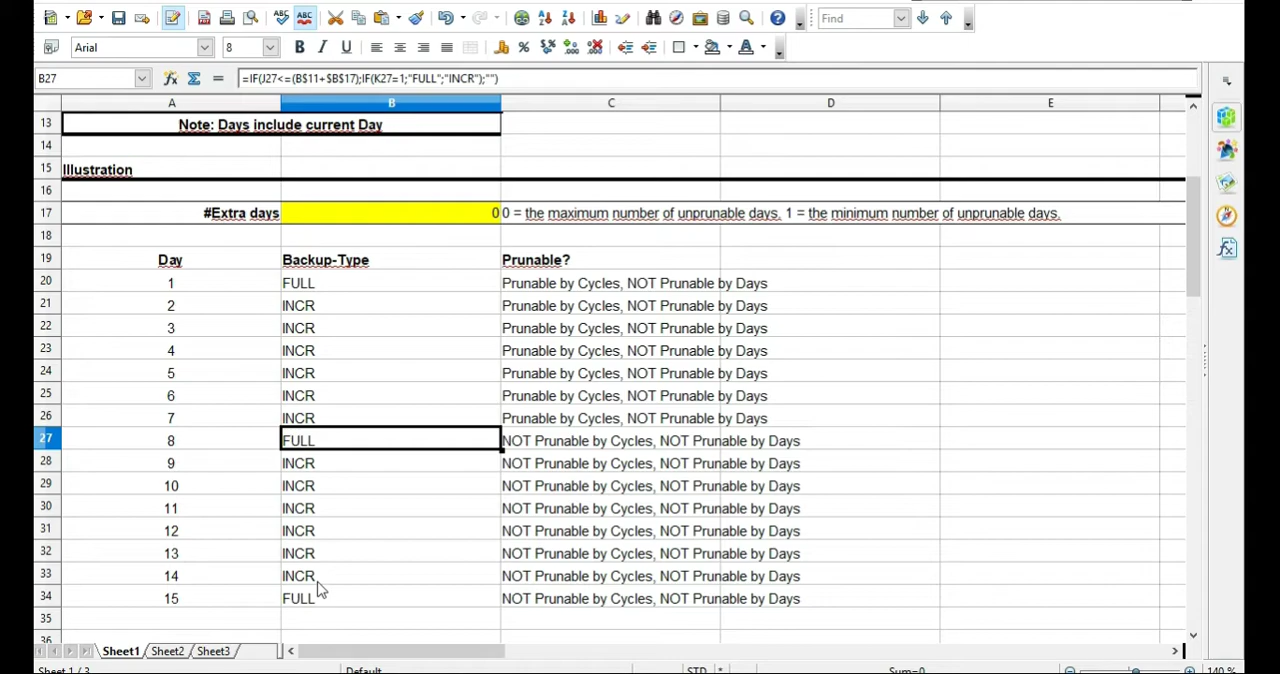 Find
Arial 8
B27 =IF(J27<=(B$11+$B$17);IF(K27=1;"FULL";"INCR");"")
A B C D E
13 Note: Days include current Day
14
15 Illustration
16
17 #Extra days 0 0 = the maximum number of unprunable days. 1 = the minimum number of unprunable days.
18
19 Day Backup-Type Prunable?
20 1 FULL Prunable by Cycles, NOT Prunable by Days
21 2 INCR Prunable by Cycles, NOT Prunable by Days
22 3 INCR Prunable by Cycles, NOT Prunable by Days
23 4 INCR Prunable by Cycles, NOT Prunable by Days
24 5 INCR Prunable by Cycles, NOT Prunable by Days
25 6 INCR Prunable by Cycles, NOT Prunable by Days
26 7 INCR Prunable by Cycles, NOT Prunable by Days
27 8 FULL NOT Prunable by Cycles, NOT Prunable by Days
28 9 INCR NOT Prunable by Cycles, NOT Prunable by Days
29 10 INCR NOT Prunable by Cycles, NOT Prunable by Days
30 11 INCR NOT Prunable by Cycles, NOT Prunable by Days
31 12 INCR NOT Prunable by Cycles, NOT Prunable by Days
32 13 INCR NOT Prunable by Cycles, NOT Prunable by Days
33 14 INCR NOT Prunable by Cycles, NOT Prunable by Days
34 15 FULL NOT Prunable by Cycles, NOT Prunable by Days
35
36
Sheet1 Sheet2 Sheet3
Sheet 1 / 3 Default STD * Sum=0 140 %